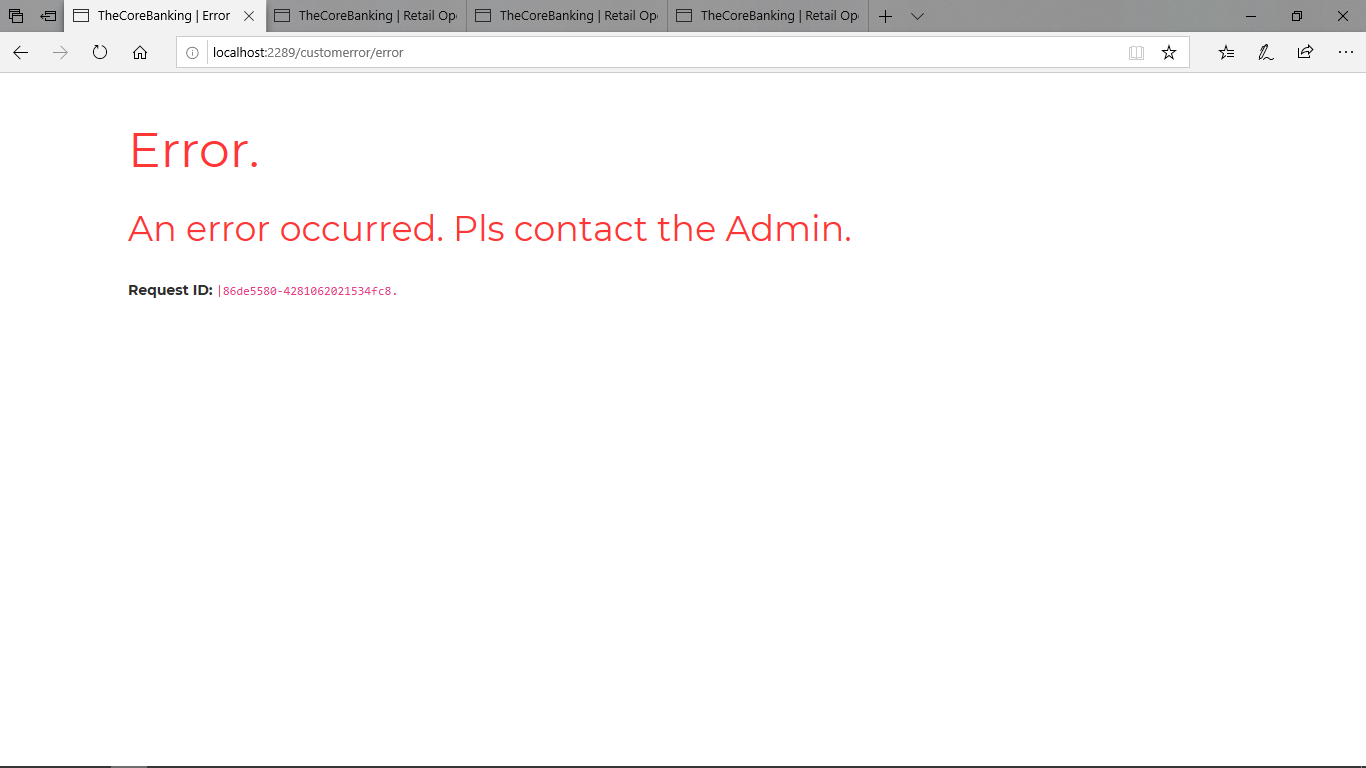 TheCoreBanking | Error
TheCoreBanking | Retail Op
TheCoreBanking | Retail Op
TheCoreBanking | Retail Op
localhost:2289/customerror/error
Error.
An error occurred. Pls contact the Admin.
Request ID: |86de5580-4281062021534fc8.